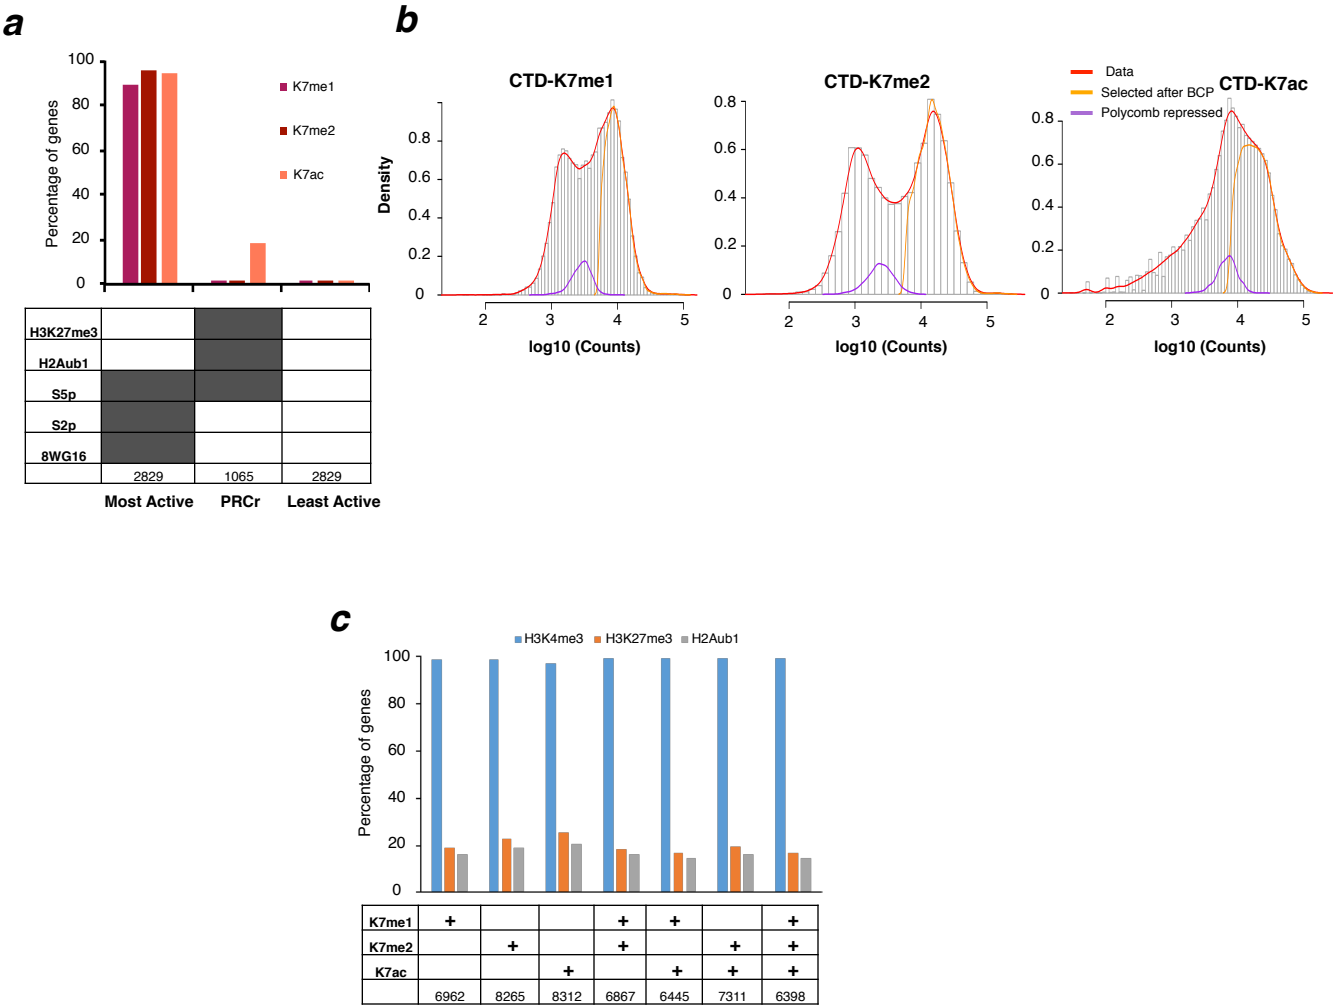 a
100
80
60
40
20
0
Percentage of genes
K7me1
K7me2
K7ac
H3K27me3
H2Aub1
S5p
S2p
8WG16
2829 1065 2829
Most Active PRCr Least Active
b
CTD-K7me1
Density
0.8
0.6
0.4
0.2
0
2 3 4 5
log10 (Counts)
CTD-K7me2
0.8
0.6
0.4
0.2
0
2 3 4 5
log10 (Counts)
Data
Selected after BCP
Polycomb repressed
CTD-K7ac
0.8
0.6
0.4
0.2
0
2 3 4 5
log10 (Counts)
c
H3K4me3 H3K27me3 H2Aub1
100
80
60
40
20
0
Percentage of genes
K7me1 + + + +
K7me2 + + + +
K7ac + + + +
6962 8265 8312 6867 6445 7311 6398